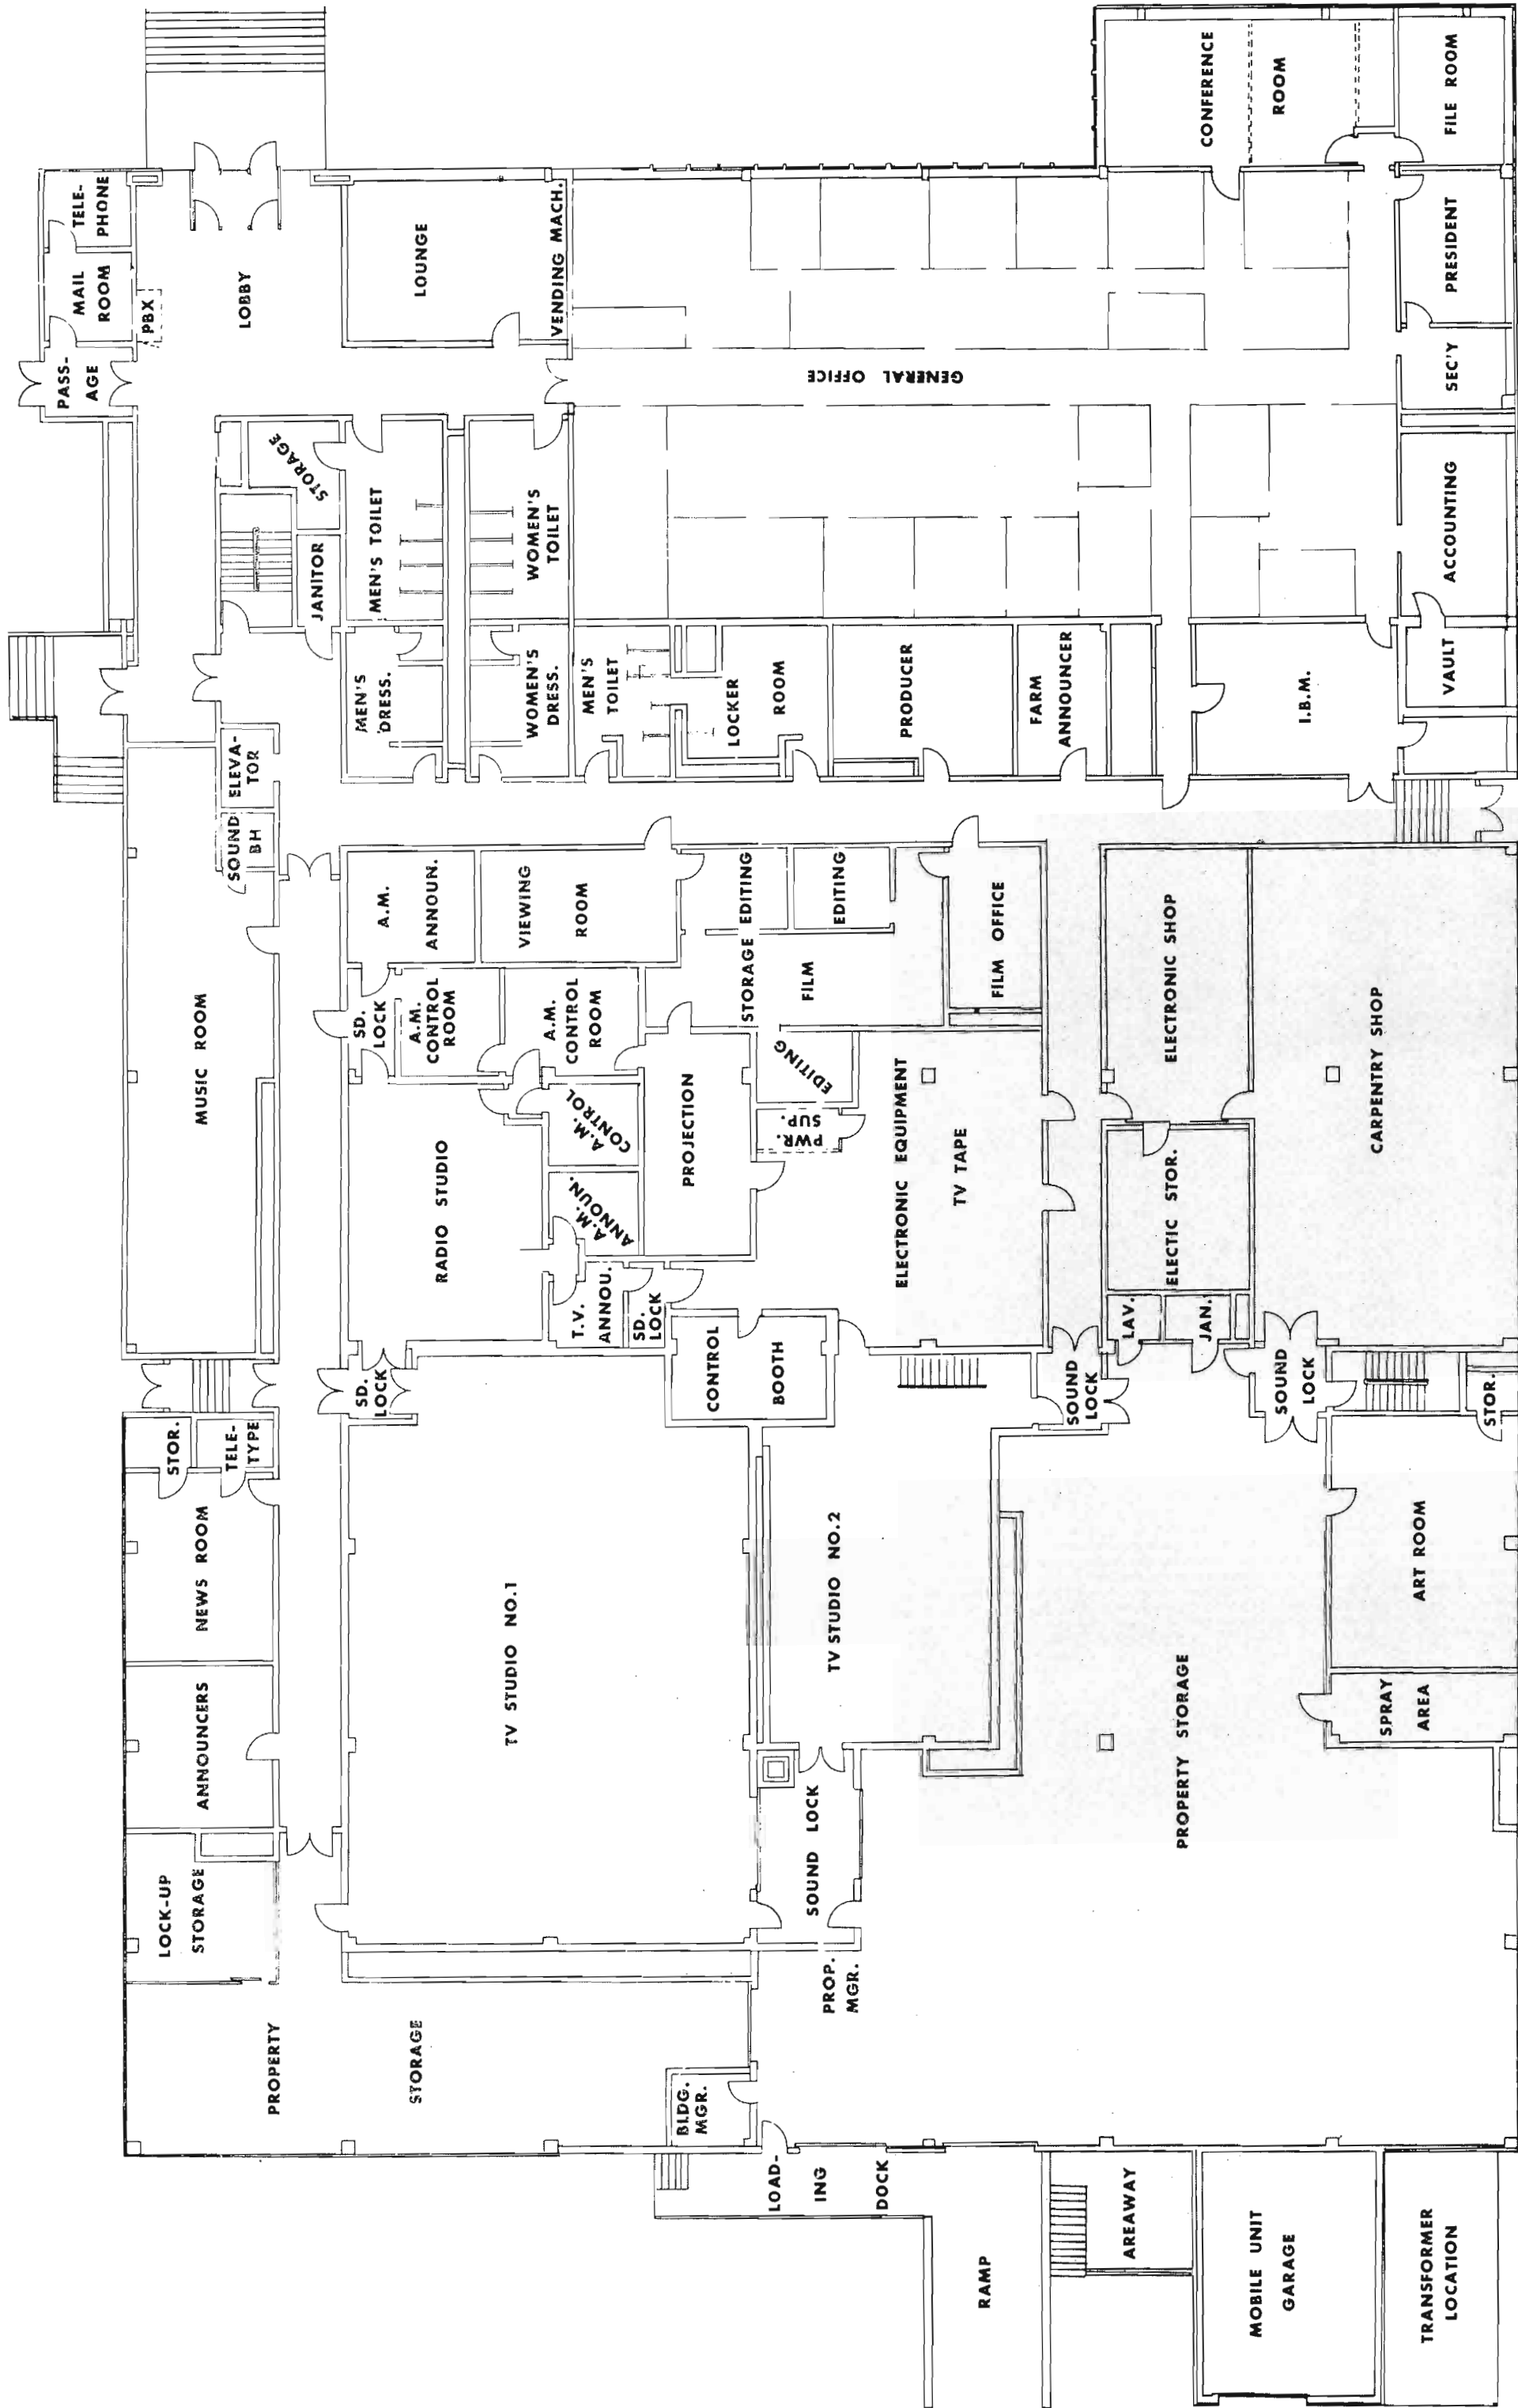 TELE-
PHONE
MAIL
ROOM
PASS-
AGE
PBX
LOBBY
LOUNGE
VENDING MACH.
STORAGE
JANITOR
MEN'S TOILET
WOMEN'S
TOILET
MEN'S
DRESS.
WOMEN'S
DRESS.
MEN'S
TOILET
LOCKER
ROOM
PRODUCER
FARM
ANNOUNCER
I.B.M.
VAULT
ACCOUNTING
SEC'Y
PRESIDENT
FILE ROOM
CONFERENCE
ROOM
GENERAL OFFICE
ELEVA-
TOR
SOUND
BH
MUSIC ROOM
A.M.
ANNOUN.
VIEWING
ROOM
EDITING
EDITING
STORAGE
FILM
FILM OFFICE
SD.
LOCK
A.M.
CONTROL
ROOM
A.M.
CONTROL
ROOM
A.M.
CONTROL
A.M.
ANNOUN.
RADIO STUDIO
PROJECTION
EDITING
PWR.
SUP.
ELECTRONIC EQUIPMENT
TV TAPE
T.V.
ANNOU.
SD.
LOCK
CONTROL
BOOTH
SD.
LOCK
ELECTRONIC SHOP
CARPENTRY SHOP
ELECTIC STOR.
LAV.
JAN.
SOUND
LOCK
SOUND
LOCK
STOR.
STOR.
TELE-
TYPE
NEWS ROOM
ANNOUNCERS
LOCK-UP
STORAGE
TV STUDIO NO.1
TV STUDIO NO.2
SOUND LOCK
ART ROOM
SPRAY
AREA
PROPERTY STORAGE
PROP.
MGR.
PROPERTY
STORAGE
BLDG.
MGR.
LOAD-
ING
DOCK
RAMP
AREAWAY
MOBILE UNIT
GARAGE
TRANSFORMER
LOCATION